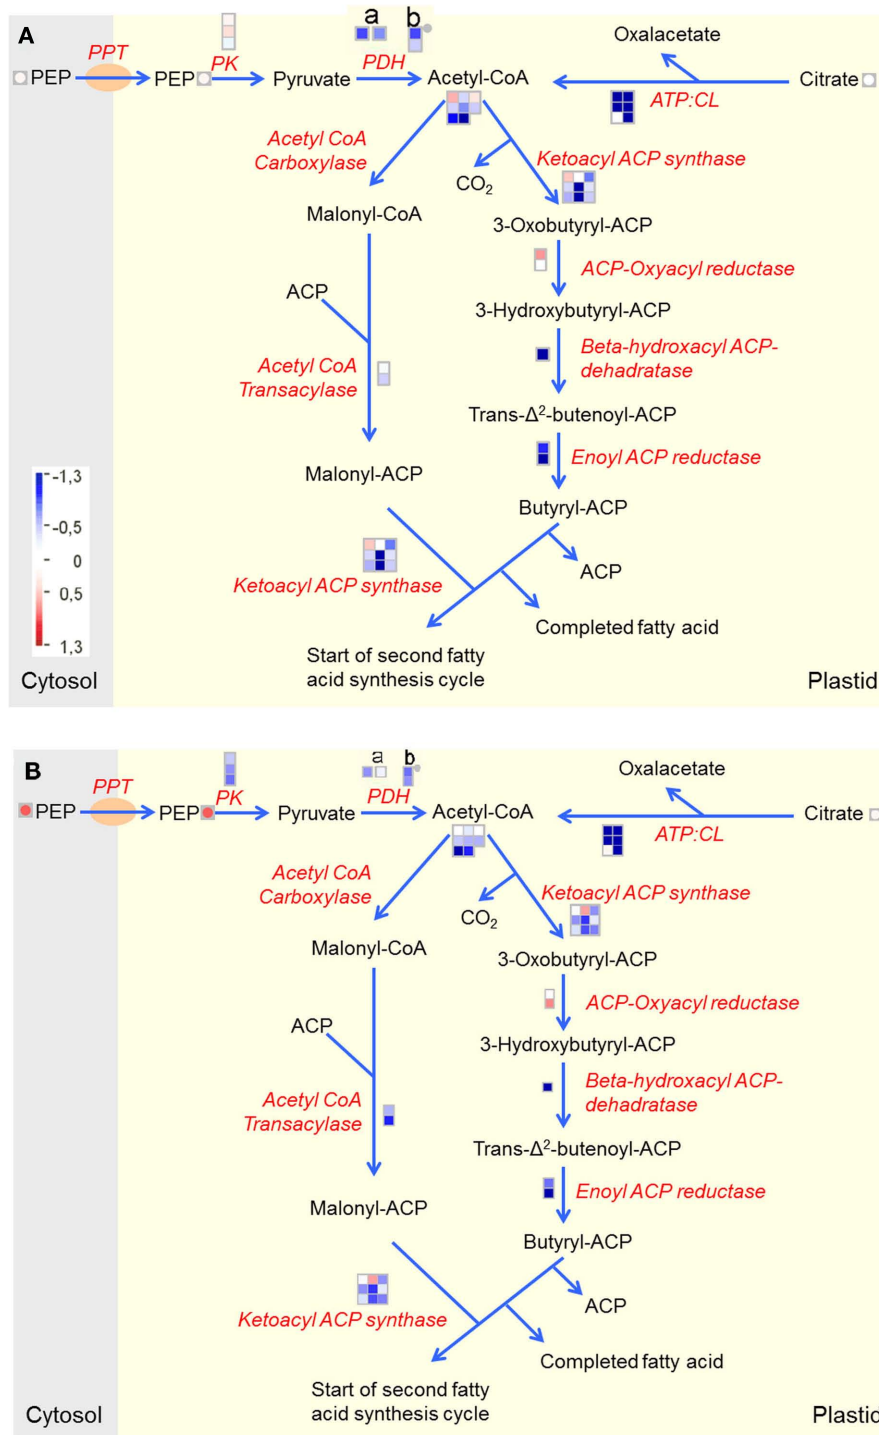 A
a
b
PPT
PK
PDH
Oxalacetate
PEP
PEP
Pyruvate
Acetyl-CoA
Citrate
ATP:CL
Acetyl CoA
Carboxylase
CO2
Ketoacyl ACP synthase
Malonyl-CoA
3-Oxobutyryl-ACP
ACP-Oxyacyl reductase
ACP
3-Hydroxybutyryl-ACP
Beta-hydroxacyl ACP-
dehadratase
Acetyl CoA
Transacylase
Trans-Δ2-butenoyl-ACP
Enoyl ACP reductase
Malonyl-ACP
-1,3
-0,5
0
0,5
1,3
Butyryl-ACP
ACP
Ketoacyl ACP synthase
Completed fatty acid
Start of second fatty
acid synthesis cycle
Cytosol
Plastid
B
a
b
PPT
PK
PDH
Oxalacetate
PEP
PEP
Pyruvate
Acetyl-CoA
Citrate
ATP:CL
Acetyl CoA
Carboxylase
CO2
Ketoacyl ACP synthase
Malonyl-CoA
3-Oxobutyryl-ACP
ACP-Oxyacyl reductase
ACP
3-Hydroxybutyryl-ACP
Beta-hydroxacyl ACP-
dehadratase
Acetyl CoA
Transacylase
Trans-Δ2-butenoyl-ACP
Enoyl ACP reductase
Malonyl-ACP
Butyryl-ACP
ACP
Ketoacyl ACP synthase
Completed fatty acid
Start of second fatty
acid synthesis cycle
Cytosol
Plastid